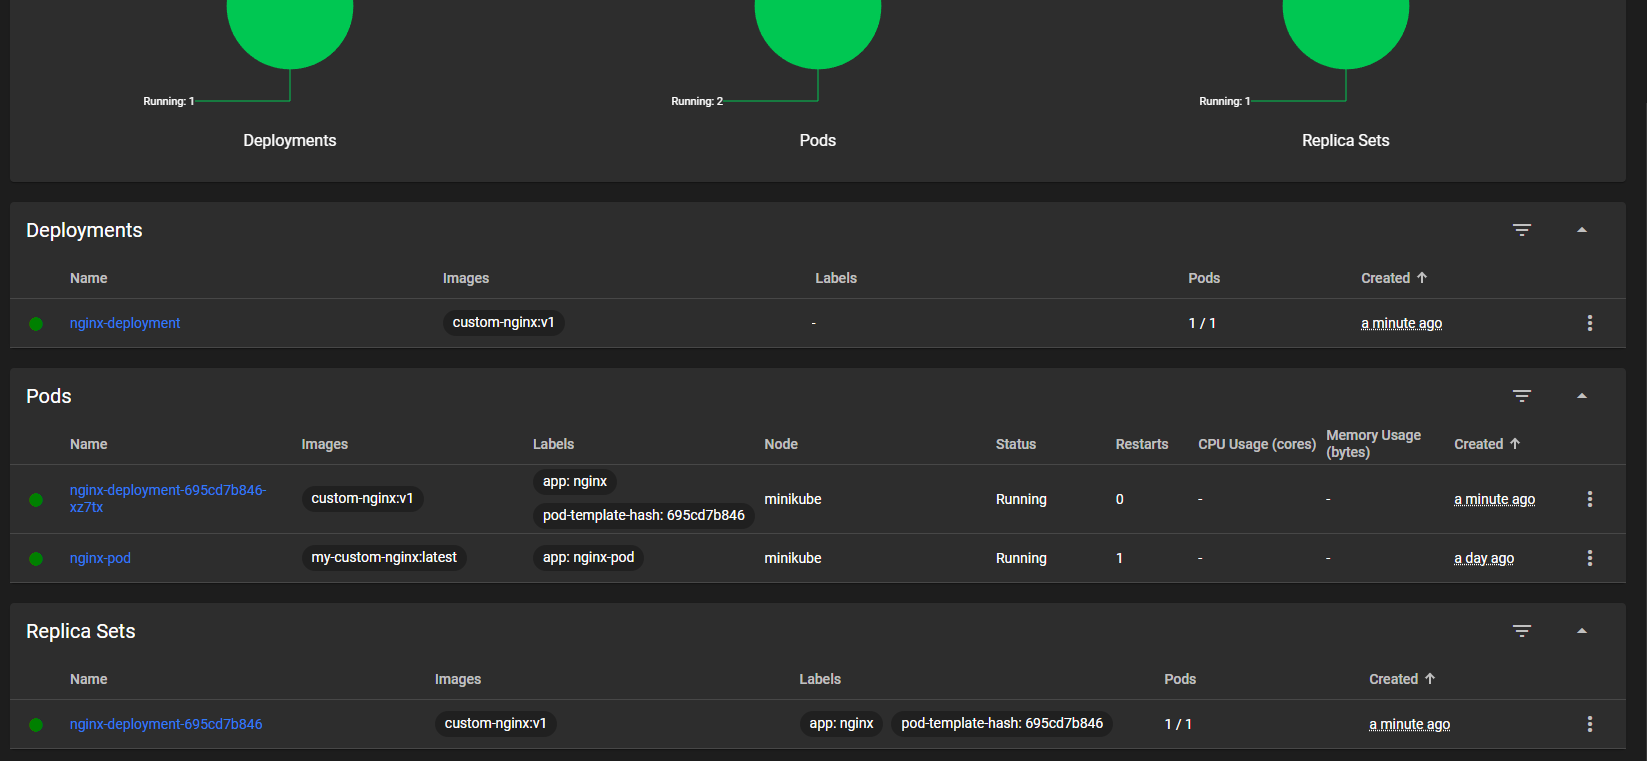 Running: 1
Running: 2
Running: 1
Deployments
Pods
Replica Sets
Deployments
Name Images Labels Pods Created
nginx-deployment custom-nginx:v1 - 1 / 1 a minute ago
Pods
Name Images Labels Node Status Restarts CPU Usage (cores) Memory Usage (bytes) Created
nginx-deployment-695cd7b846-
xz7tx
custom-nginx:v1
app: nginx
pod-template-hash: 695cd7b846
minikube Running 0 - - a minute ago
nginx-pod my-custom-nginx:latest app: nginx-pod minikube Running 1 - - a day ago
Replica Sets
Name Images Labels Pods Created
nginx-deployment-695cd7b846 custom-nginx:v1 app: nginx pod-template-hash: 695cd7b846 1 / 1 a minute ago